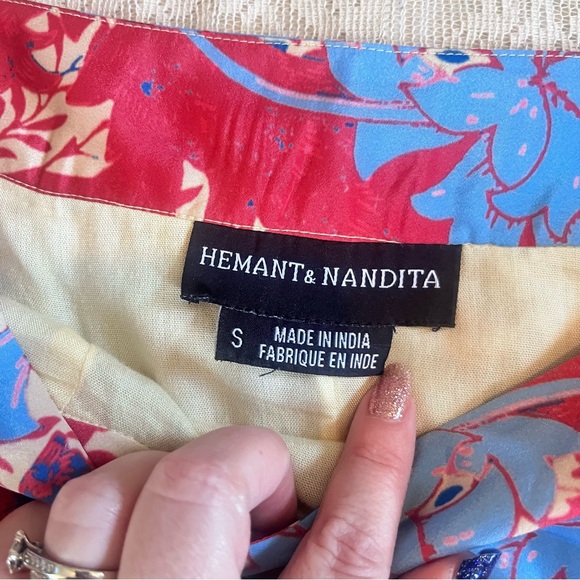 HEMANT & NANDITA
S
MADE IN INDIA
FABRIQUE EN INDE